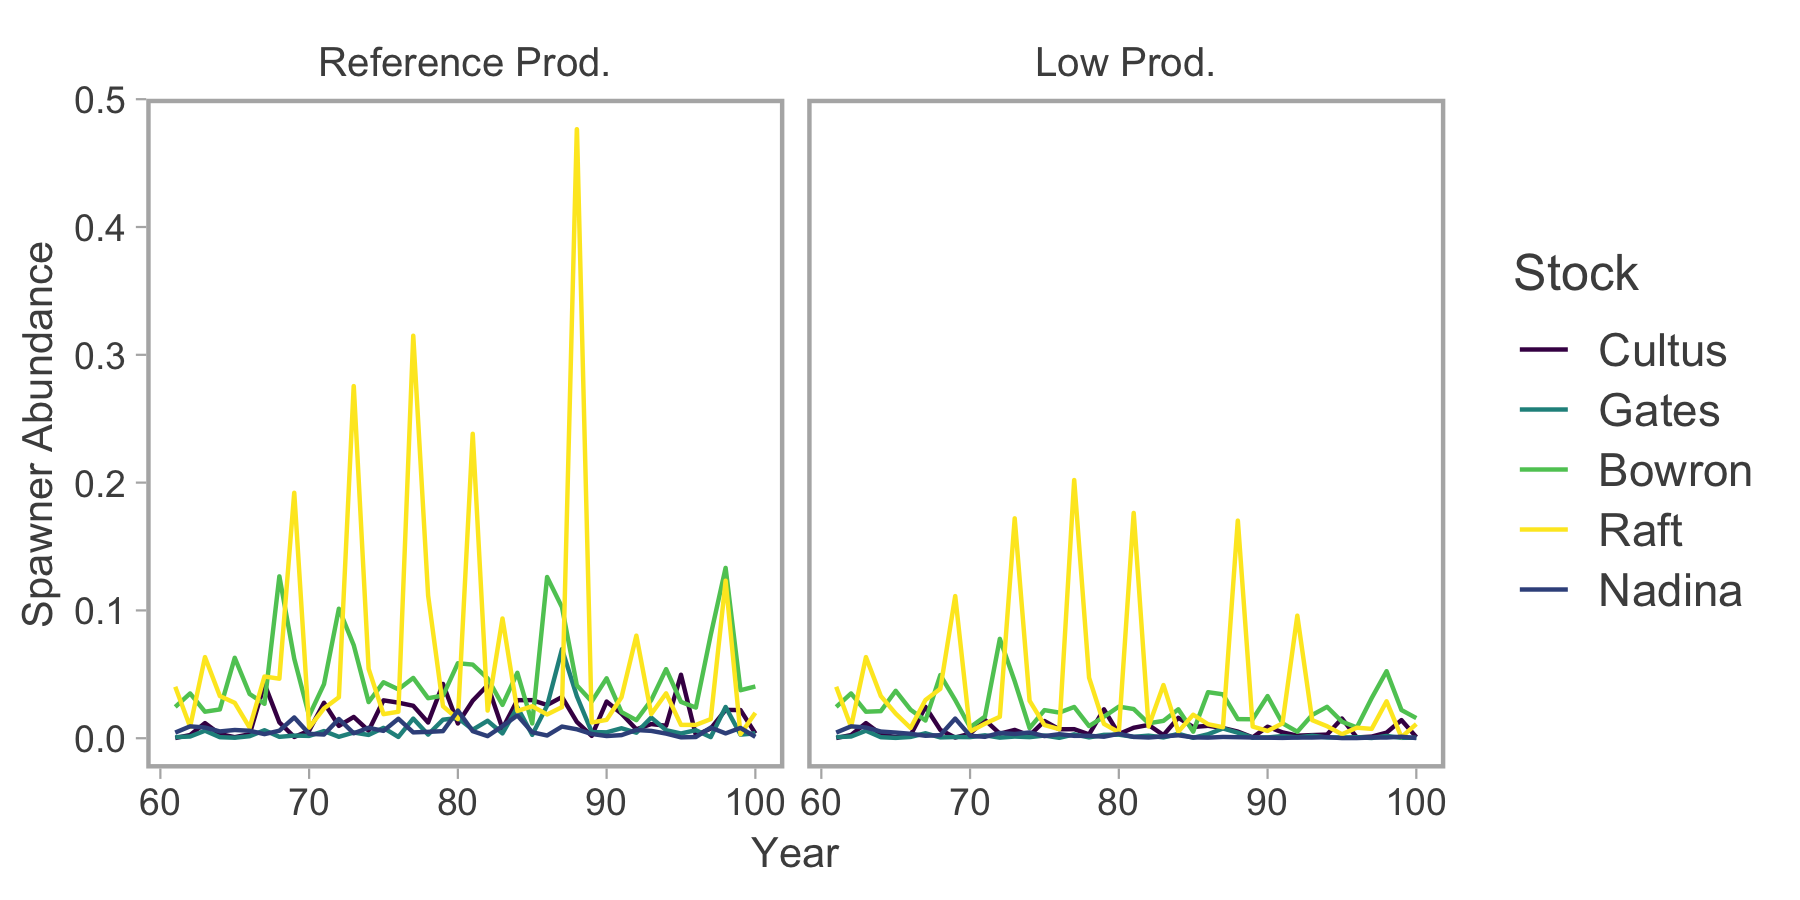 Reference Prod. Low Prod.
0.5
0.4
0.3
0.2
0.1
0.0
Spawner Abundance
60 70 80 90 100 60 70 80 90 100
Year
Stock
Cultus
Gates
Bowron
Raft
Nadina